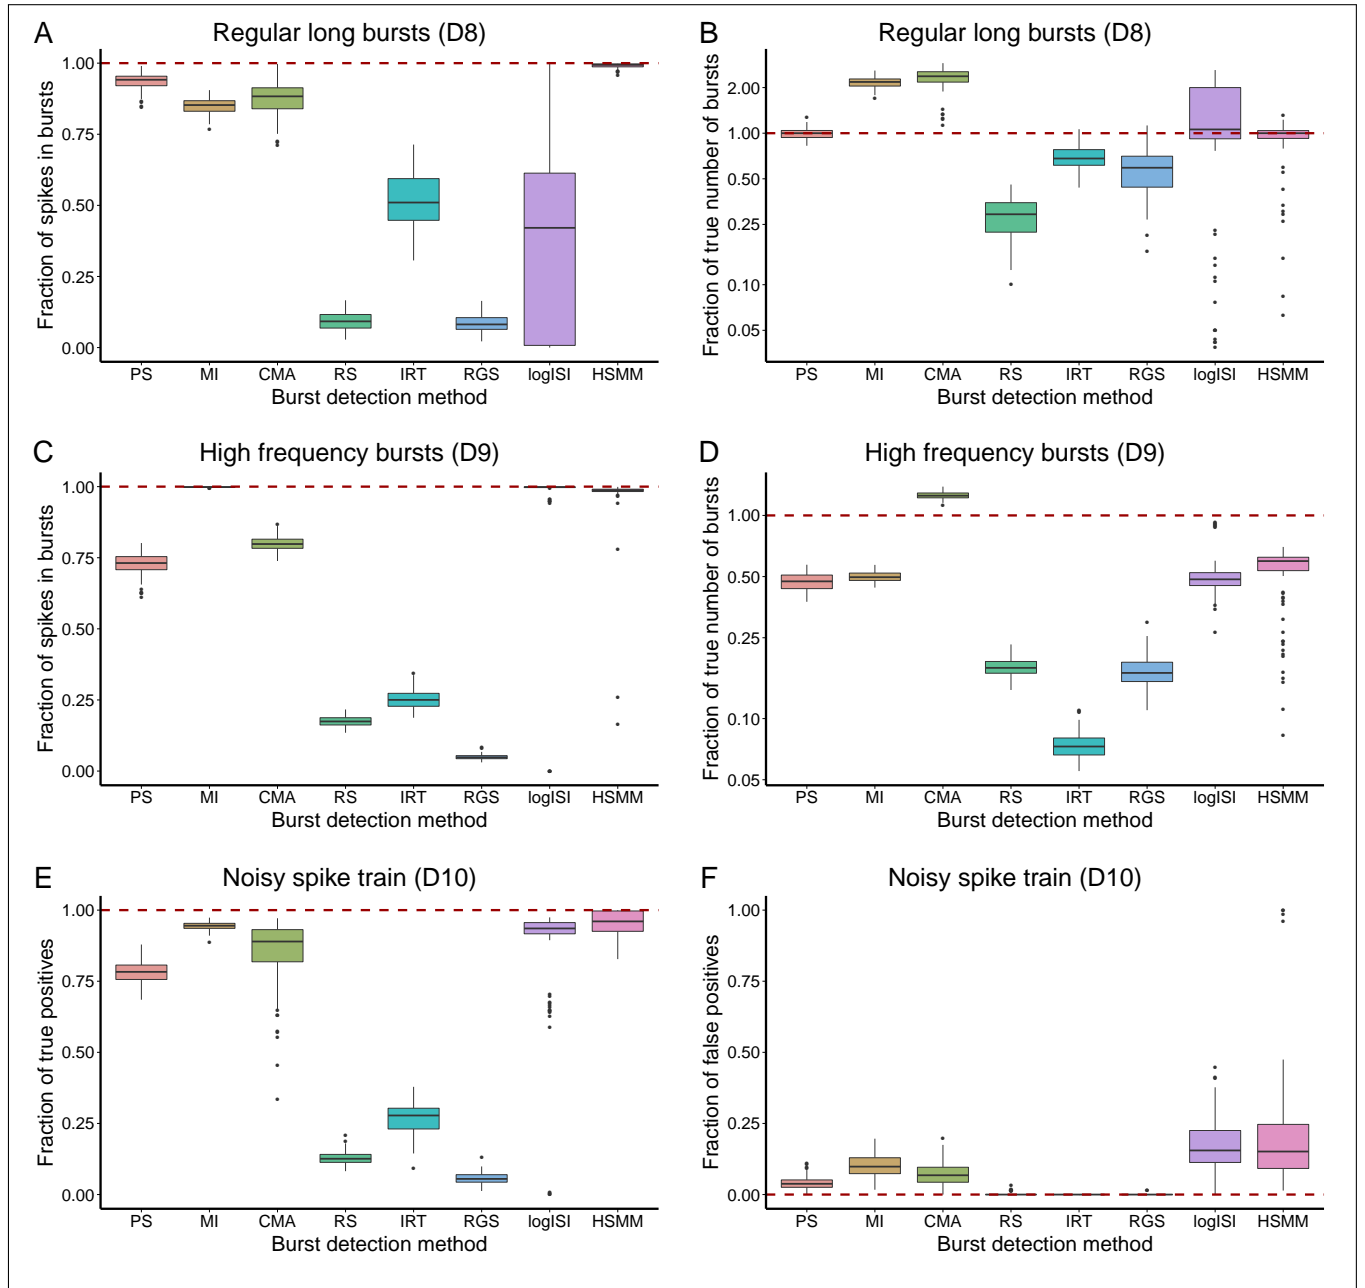 A
Regular long bursts (D8)
Fraction of spikes in bursts
1.00
0.75
0.50
0.25
0.00
PS MI CMA RS IRT RGS logISI HSMM
Burst detection method
B
Regular long bursts (D8)
Fraction of true number of bursts
2.00
1.00
0.50
0.25
0.10
0.05
PS MI CMA RS IRT RGS logISI HSMM
Burst detection method
C
High frequency bursts (D9)
Fraction of spikes in bursts
1.00
0.75
0.50
0.25
0.00
PS MI CMA RS IRT RGS logISI HSMM
Burst detection method
D
High frequency bursts (D9)
Fraction of true number of bursts
1.00
0.50
0.25
0.10
0.05
PS MI CMA RS IRT RGS logISI HSMM
Burst detection method
E
Noisy spike train (D10)
Fraction of true positives
1.00
0.75
0.50
0.25
0.00
PS MI CMA RS IRT RGS logISI HSMM
Burst detection method
F
Noisy spike train (D10)
Fraction of false positives
1.00
0.75
0.50
0.25
0.00
PS MI CMA RS IRT RGS logISI HSMM
Burst detection method